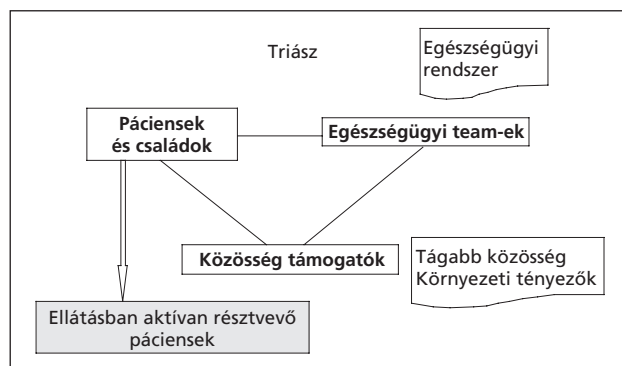 Triász
Egészségügyi
rendszer
Páciensek
és családok
Egészségügyi team-ek
Közösség támogatók
Tágabb közösség
Környezeti tényezők
Ellátásban aktívan résztvevő
páciensek